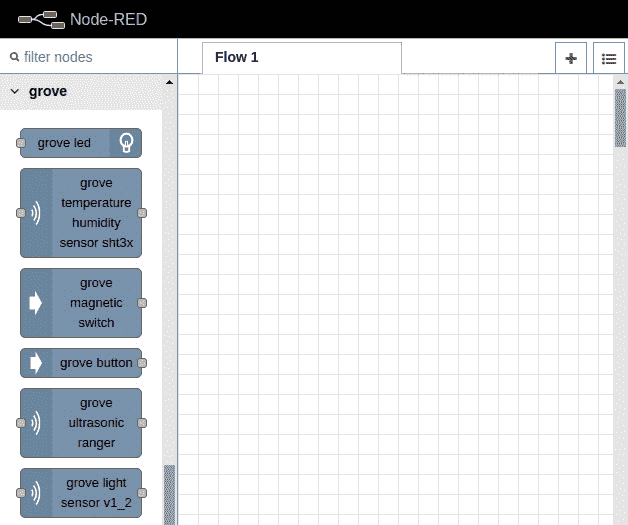 Node-RED
filter nodes
Flow 1
grove
grove led
grove
temperature
humidity
sensor sht3x
grove
magnetic
switch
grove button
grove
ultrasonic
ranger
grove light
sensor v1_2